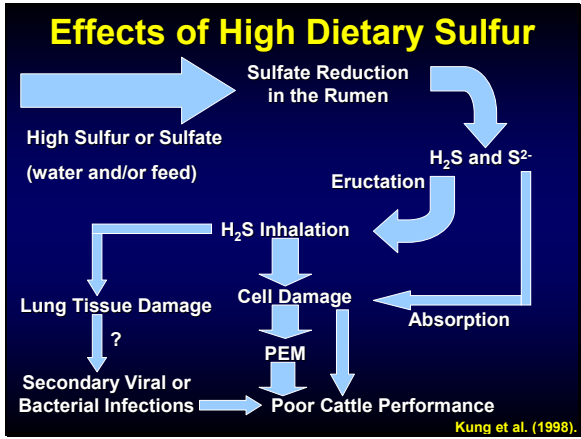 Effects of High Dietary Sulfur
Sulfate Reduction
in the Rumen
High Sulfur or Sulfate
(water and/or feed)
H₂S and S²⁻
Eructation
H₂S Inhalation
Lung Tissue Damage
Cell Damage
Absorption
?
PEM
Secondary Viral or
Bacterial Infections
Poor Cattle Performance
Kung et al. (1998).